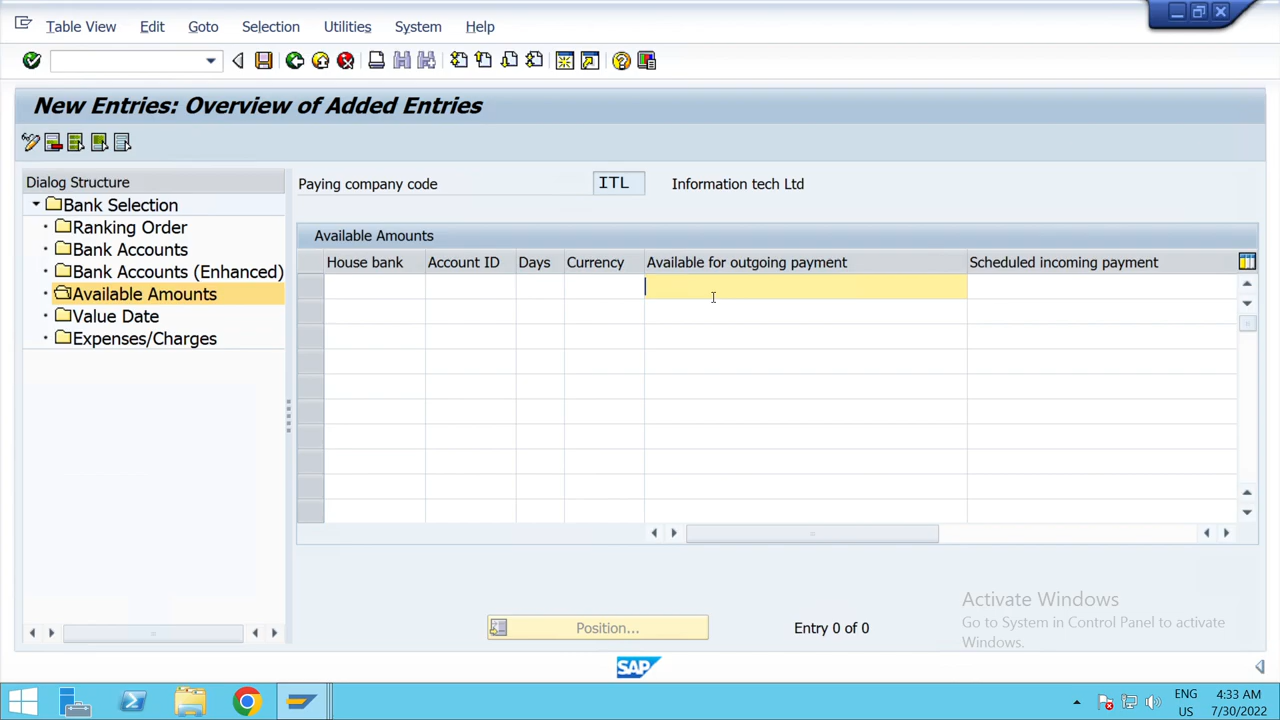 Table View Edit Goto Selection Utilities System Help
New Entries: Overview of Added Entries
Dialog Structure
Bank Selection
Ranking Order
Bank Accounts
Bank Accounts (Enhanced)
Available Amounts
Value Date
Expenses/Charges
Paying company code ITL Information tech Ltd
Available Amounts
House bank Account ID Days Currency Available for outgoing payment Scheduled incoming payment
Position... Entry 0 of 0
Activate Windows
Go to System in Control Panel to activate
Windows.
SAP
ENG 4:33 AM
US 7/30/2022